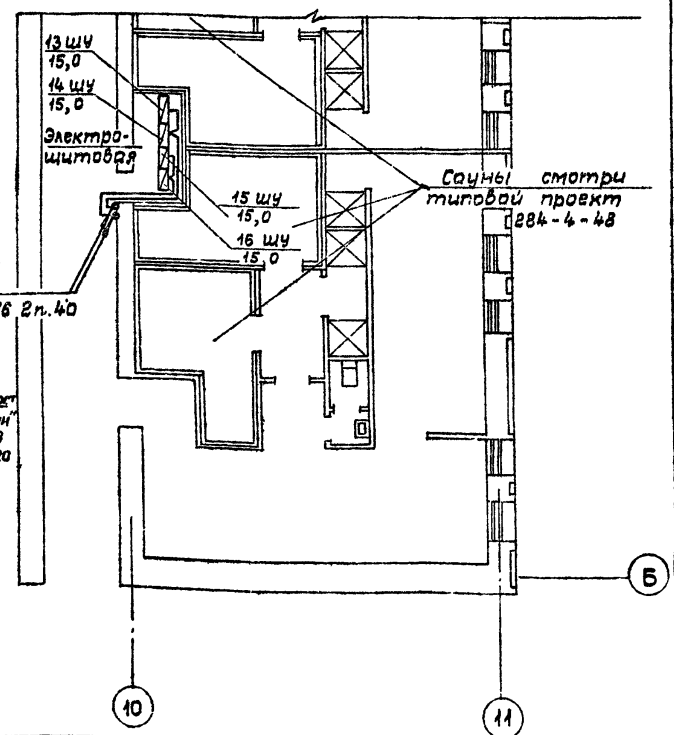 13 ШУ
15,0
14 ШУ
15,0
Электро-
щитовая
15 ШУ
15,0
16 ШУ
15,0
Сауны смотри
типовой проект
284-4-48
2п. 40
Б
10
11